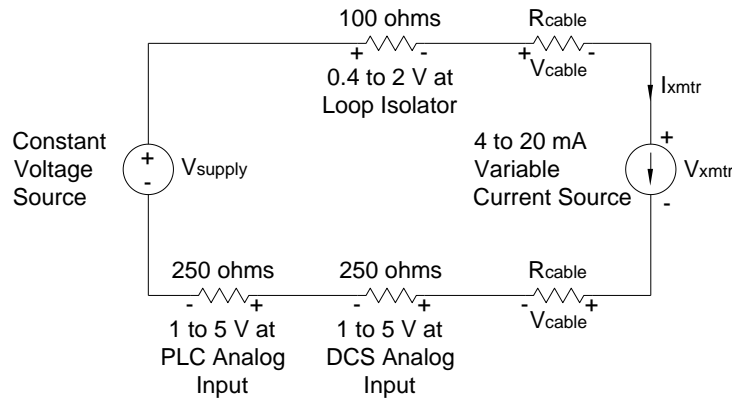 100 ohms
+ -
0.4 to 2 V at
Loop Isolator
Rcable
+ -
Vcable
Ixmtr
Constant
Voltage
Source
+
-
Vsupply
4 to 20 mA
Variable
Current Source
+
Vxmtr
-
250 ohms
- +
1 to 5 V at
PLC Analog
Input
250 ohms
- +
1 to 5 V at
DCS Analog
Input
Rcable
- +
Vcable